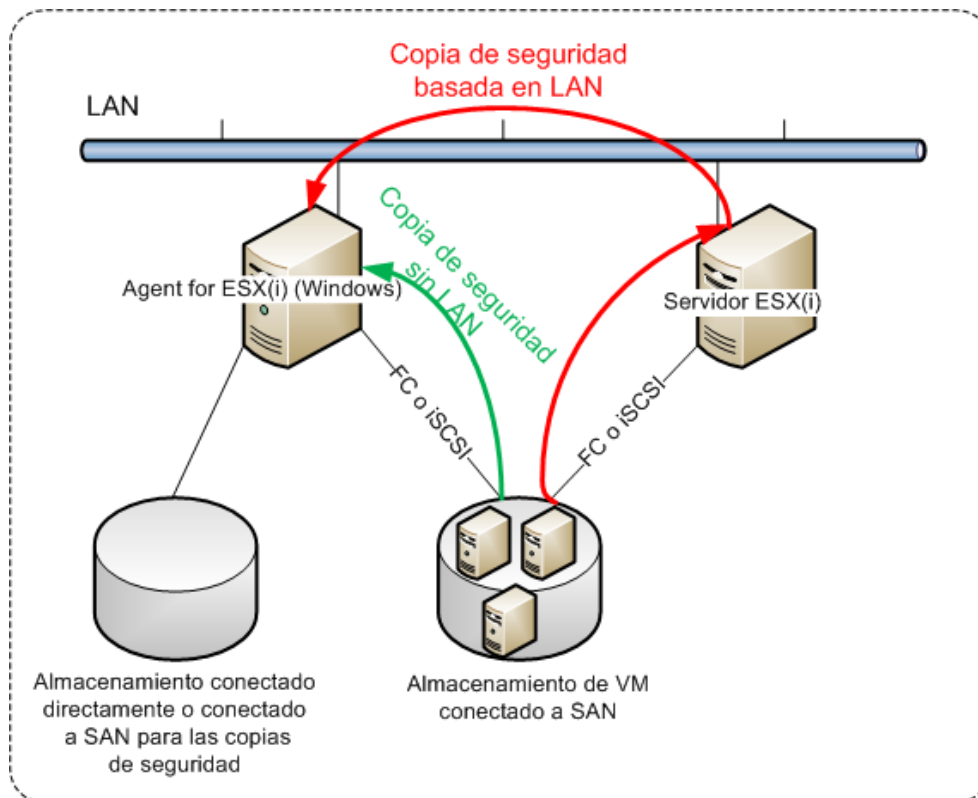 Copia de seguridad
basada en LAN
LAN
Copia de seguridad
sin LAN
Agent for ESX(i) (Windows)
Servidor ESX(i)
FC o iSCSI
FC o iSCSI
Almacenamiento conectado
directamente o conectado
a SAN para las copias
de seguridad
Almacenamiento de VM
conectado a SAN